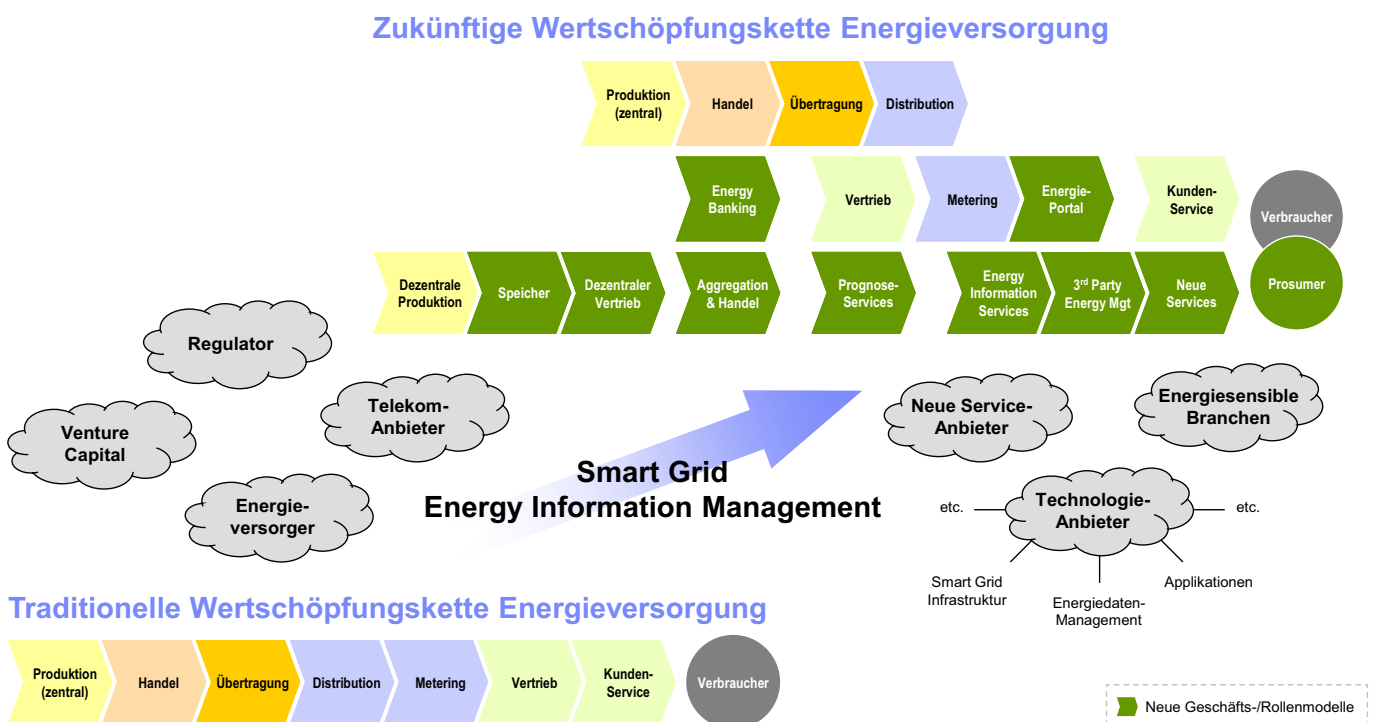 Zukünftige Wertschöpfungskette Energieversorgung
Produktion
(zentral)
Handel
Übertragung
Distribution
Energy
Banking
Vertrieb
Metering
Energie-
Portal
Kunden-
Service
Verbraucher
Dezentrale
Produktion
Speicher
Dezentraler
Vertrieb
Aggregation
& Handel
Prognose-
Services
Energy
Information
Services
3rd Party
Energy Mgt
Neue
Services
Prosumer
Regulator
Venture
Capital
Telekom-
Anbieter
Energie-
versorger
Smart Grid
Energy Information Management
Neue Service-
Anbieter
Energiesensible
Branchen
etc.
Technologie-
Anbieter
etc.
Smart Grid
Infrastruktur
Energiedaten-
Management
Applikationen
Traditionelle Wertschöpfungskette Energieversorgung
Produktion
(zentral)
Handel
Übertragung
Distribution
Metering
Vertrieb
Kunden-
Service
Verbraucher
Neue Geschäfts-/Rollenmodelle